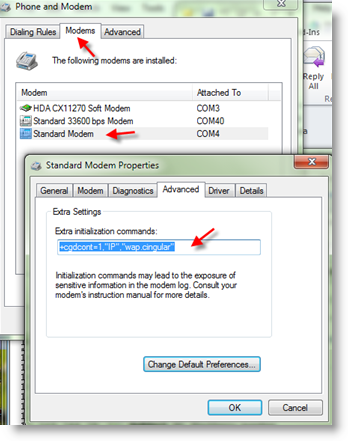 Phone and Modem
Dialing Rules Modems Advanced
The following modems are installed:
Modem Attached To
HDA CX11270 Soft Modem COM3
Standard 33600 bps Modem COM40
Standard Modem COM4
Reply
All
Standard Modem Properties
General Modem Diagnostics Advanced Driver Details
Extra Settings
Extra initialization commands:
+cgdcont=1,"IP","wap.cingular"
Initialization commands may lead to the exposure of
sensitive information in the modem log. Consult your
modem's instruction manual for more details.
Change Default Preferences...
OK Cancel